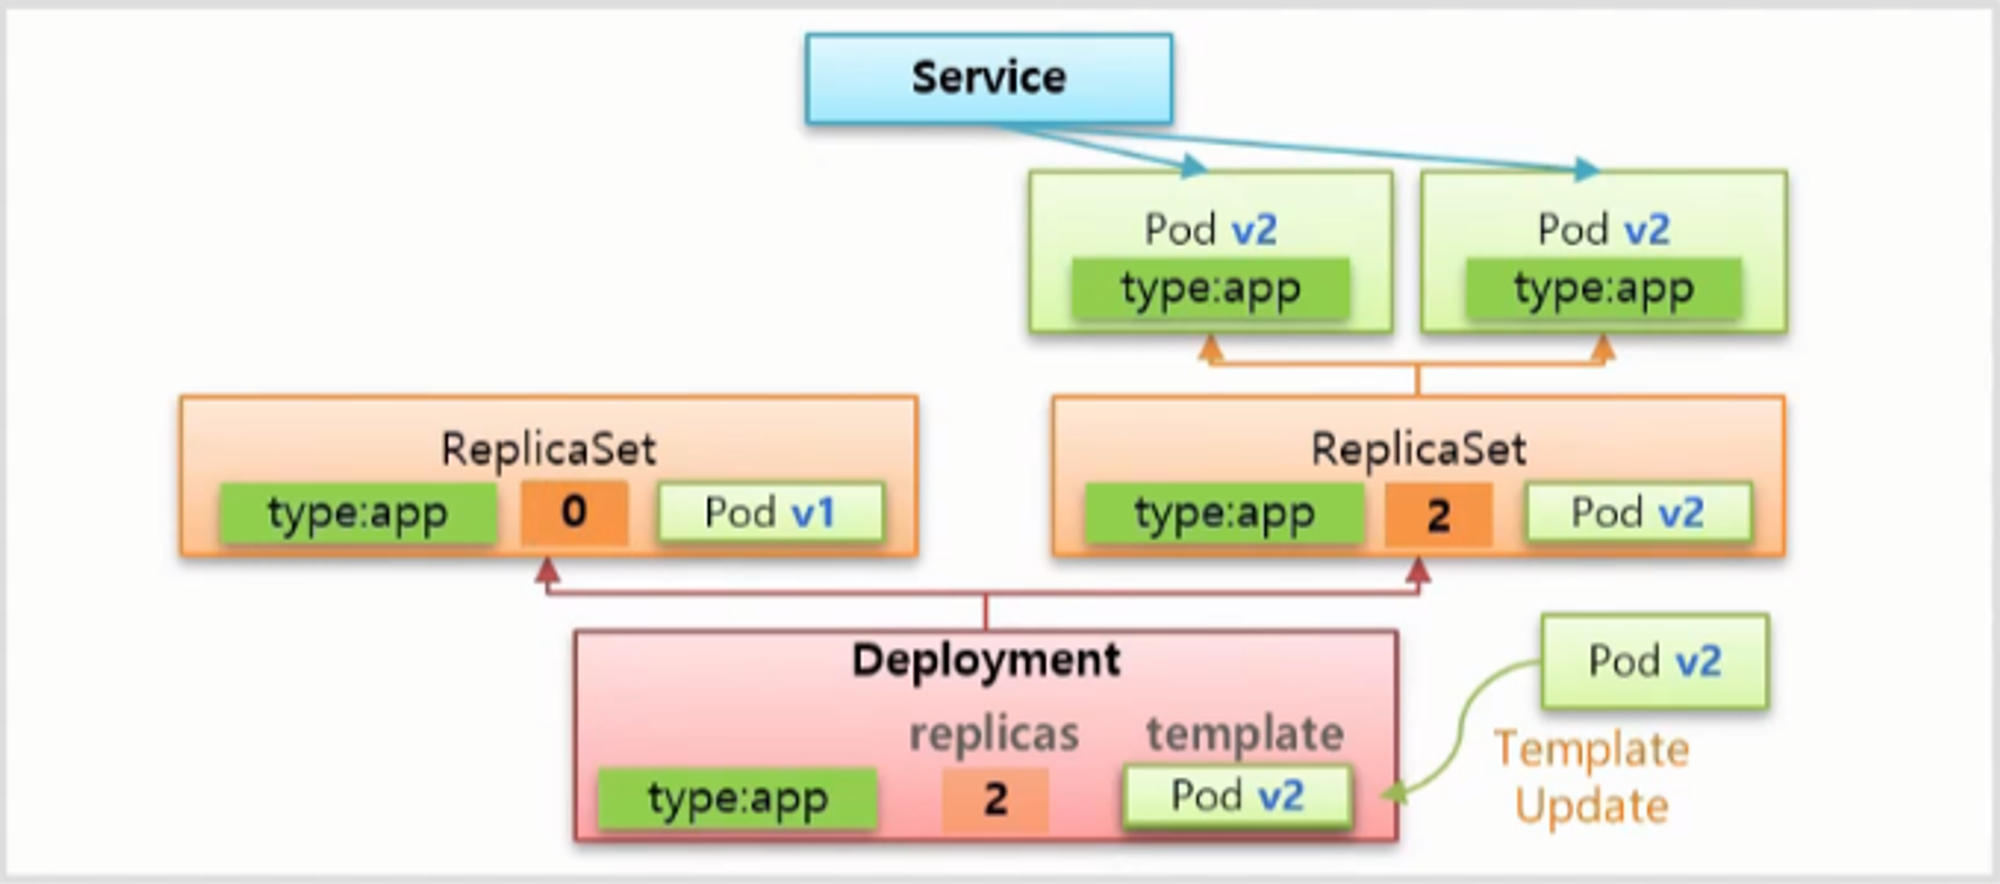 Service
Pod v2
type:app
Pod v2
type:app
ReplicaSet
type:app
0
Pod v1
ReplicaSet
type:app
2
Pod v2
Deployment
replicas
template
type:app
2
Pod v2
Pod v2
Template
Update